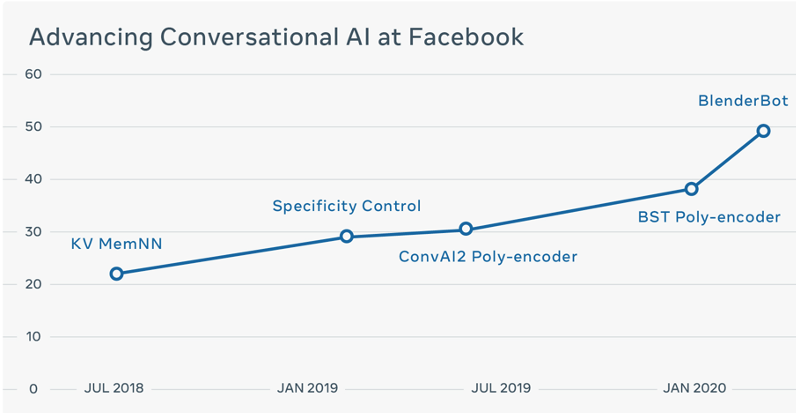 Advancing Conversational AI at Facebook
60
BlenderBot
50
40
BST Poly-encoder
Specificity Control
30
KV MemNN
ConvAI2 Poly-encoder
20
10
0
JUL 2018
JAN 2019
JUL 2019
JAN 2020